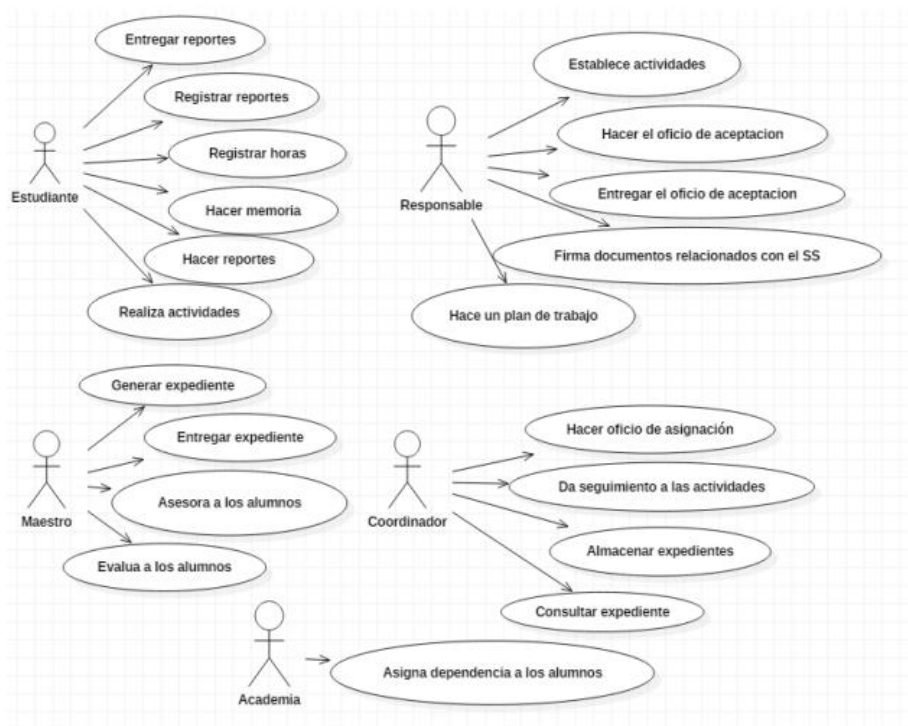 Entregar reportes
Registrar reportes
Registrar horas
Estudiante
Hacer memoria
Hacer reportes
Realiza actividades
Establece actividades
Hacer el oficio de aceptacion
Entregar el oficio de aceptacion
Responsable
Firma documentos relacionados con el SS
Hace un plan de trabajo
Generar expediente
Entregar expediente
Asesora a los alumnos
Maestro
Evalua a los alumnos
Hacer oficio de asignación
Da seguimiento a las actividades
Coordinador
Almacenar expedientes
Consultar expediente
Asigna dependencia a los alumnos
Academia